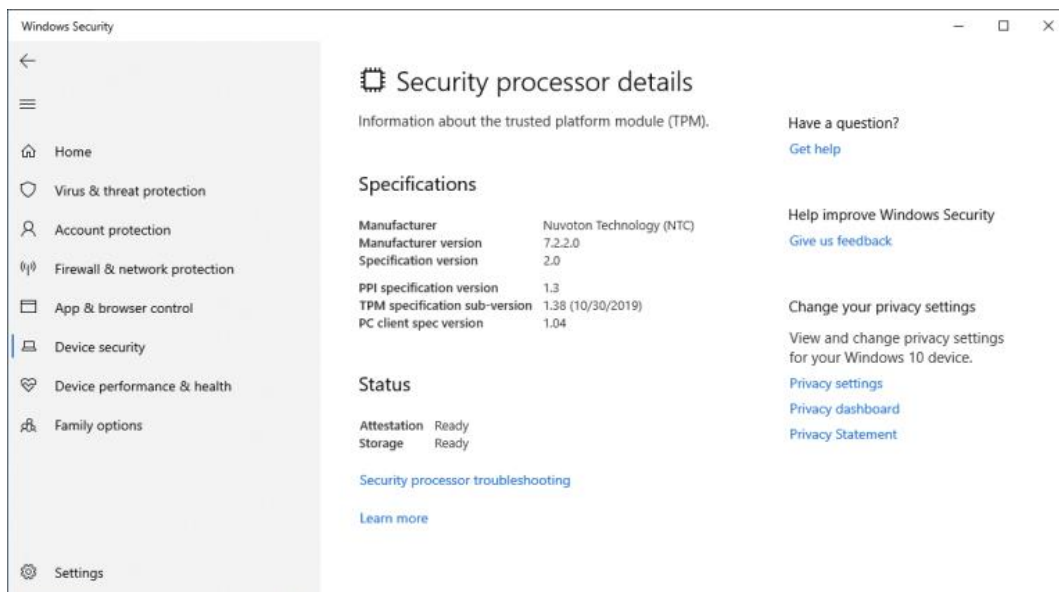 Windows Security
Home
Virus & threat protection
Account protection
Firewall & network protection
App & browser control
Device security
Device performance & health
Family options
Settings
Security processor details
Information about the trusted platform module (TPM).
Specifications
Manufacturer Nuvoton Technology (NTC)
Manufacturer version 7.2.2.0
Specification version 2.0
PPI specification version 1.3
TPM specification sub-version 1.38 (10/30/2019)
PC client spec version 1.04
Status
Attestation Ready
Storage Ready
Security processor troubleshooting
Learn more
Have a question?
Get help
Help improve Windows Security
Give us feedback
Change your privacy settings
View and change privacy settings
for your Windows 10 device.
Privacy settings
Privacy dashboard
Privacy Statement